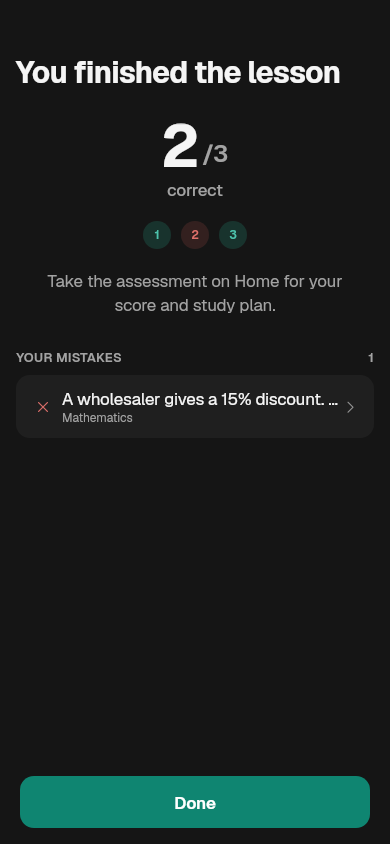 You finished the lesson
2/3
correct
1 2 3
Take the assessment on Home for your
score and study plan.
YOUR MISTAKES 1
A wholesaler gives a 15% discount. ...
Mathematics
Done